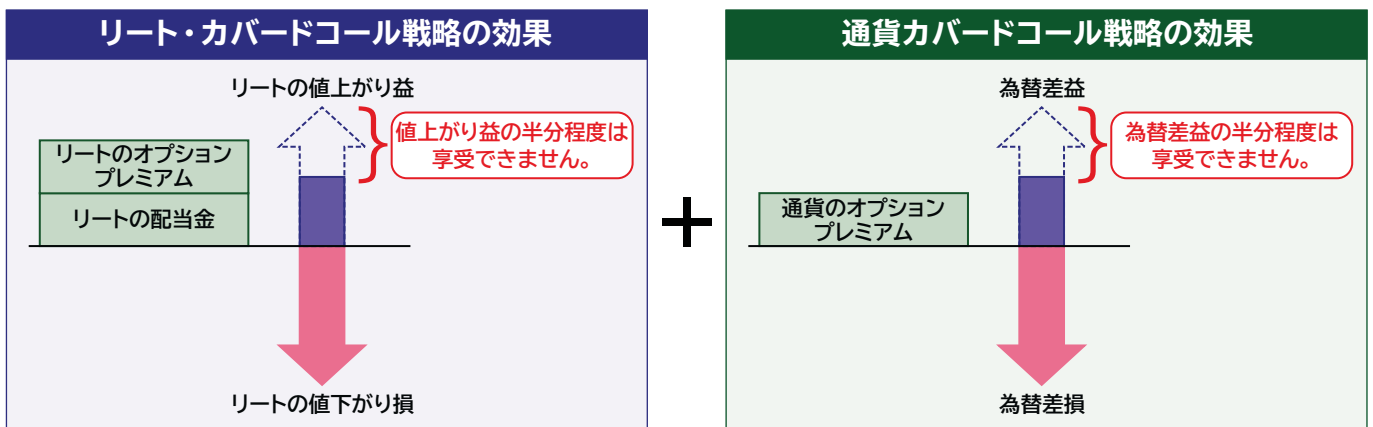 リート・カバードコール戦略の効果
リートの値上がり益
値上がり益の半分程度は
享受できません。
リートのオプション
プレミアム
リートの配当金
リートの値下がり損
+
通貨カバードコール戦略の効果
為替差益
為替差益の半分程度は
享受できません。
通貨のオプション
プレミアム
為替差損